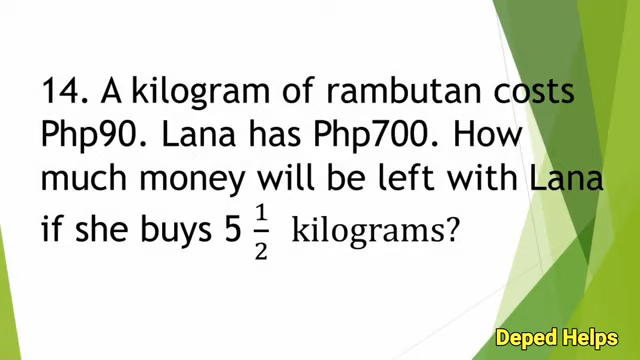 14. A kilogram of rambutan costs
Php90. Lana has Php700. How
much money will be left with Lana
if she buys 5 1/2 kilograms?
Deped Helps